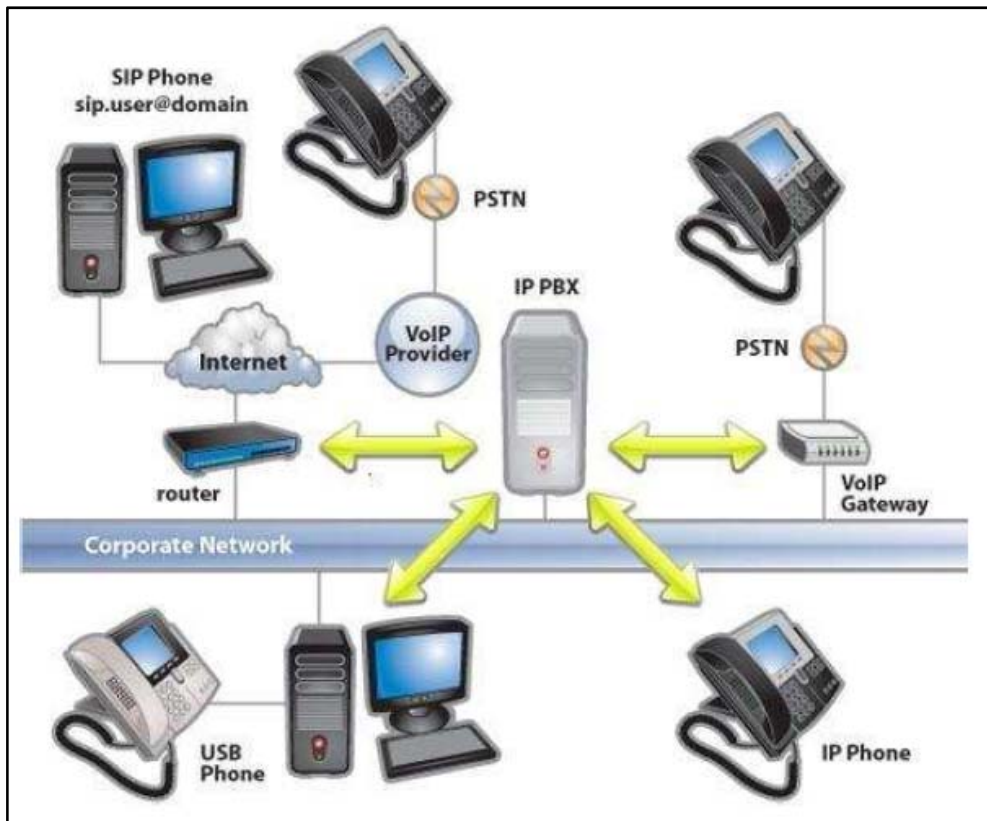 SIP Phone
sip.user@domain
PSTN
IP PBX
VoIP
Provider
PSTN
Internet
router
VoIP
Gateway
Corporate Network
USB
Phone
IP Phone